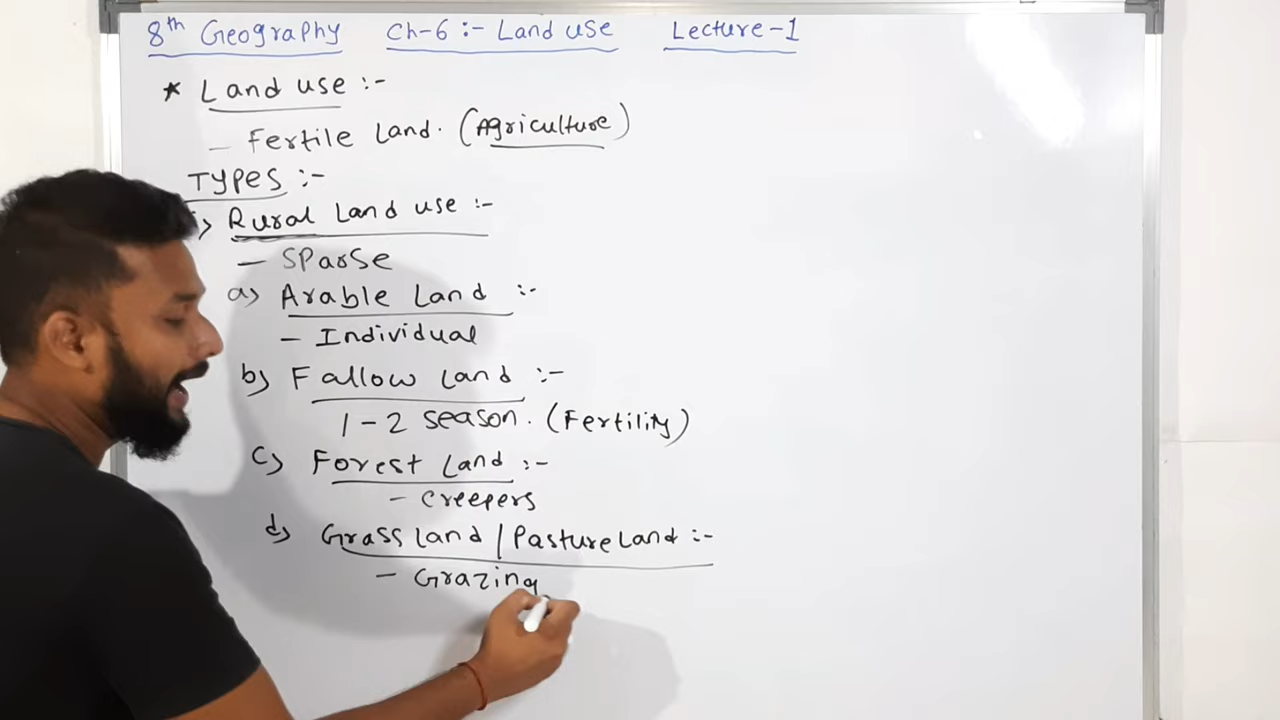 8th Geography Ch-6 :- Land use Lecture-1
* Land use :-
- Fertile Land. (Agriculture)
Types :-
Rural Land use :-
- Sparse
a) Arable Land :-
- Individual
b) Fallow Land :-
1-2 season. (Fertility)
c) Forest Land :-
- creepers
d) Grass Land / Pasture Land :-
- Grazing